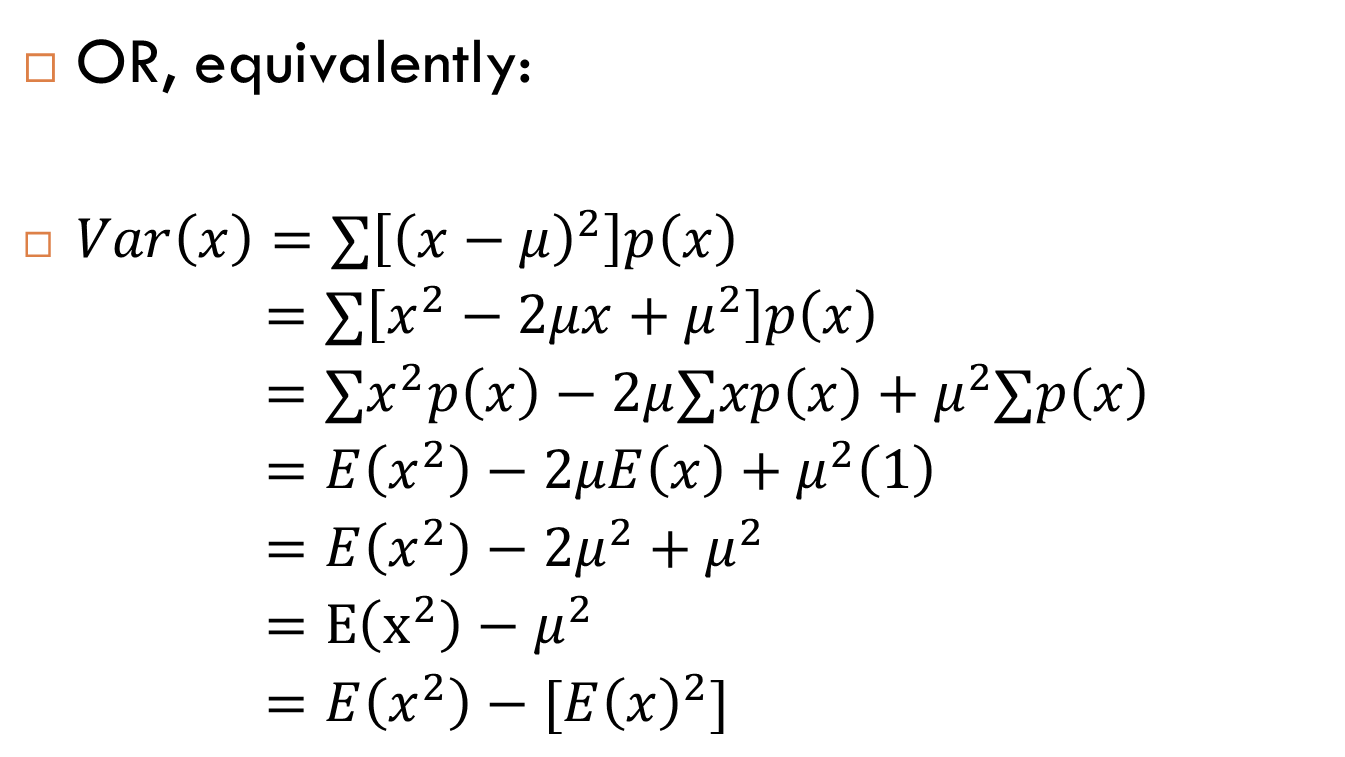 OR, equivalently:
𝑉𝑎𝑟(𝑥) = ∑[(𝑥 − 𝜇)²]𝑝(𝑥)
= ∑[𝑥² − 2𝜇𝑥 + 𝜇²]𝑝(𝑥)
= ∑𝑥²𝑝(𝑥) − 2𝜇∑𝑥𝑝(𝑥) + 𝜇²∑𝑝(𝑥)
= 𝐸(𝑥²) − 2𝜇𝐸(𝑥) + 𝜇²(1)
= 𝐸(𝑥²) − 2𝜇² + 𝜇²
= E(x²) − 𝜇²
= 𝐸(𝑥²) − [𝐸(𝑥)²]